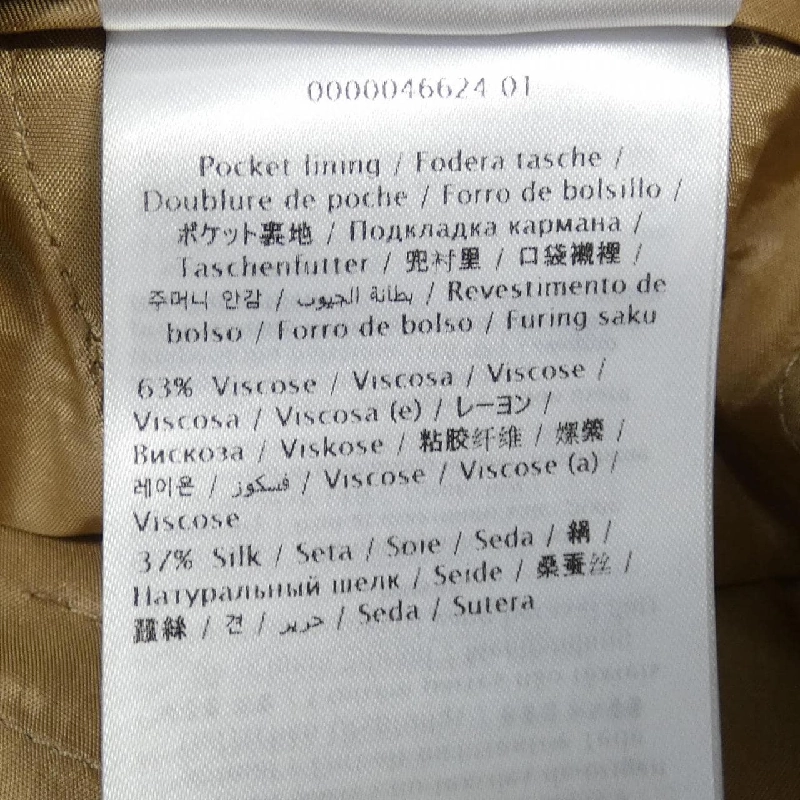 0000046624 01
Pocket lining / Fodera tasche /
Doublure de poche / Forro de bolsillo /
ポケット裏地 / Подкладка кармана /
Taschenfutter / 兜衬里 / 口袋襯裡 /
주머니 안감 / بطانة الجيوب / Revestimento de
bolso / Forro de bolso / Furing saku
63% Viscose / Viscosa / Viscose /
Viscosa / Viscosa (e) / レーヨン /
Вискоза / Viskose / 粘胶纤维 / 嫘縈 /
레이온 / فسكوز / Viscose / Viscose (a) /
Viscose
37% Silk / Seta / Soie / Seda / 絹 /
Натуральный шелк / Seide / 桑蚕丝 /
蠶絲 / 견 / حرير / Seda / Sutera